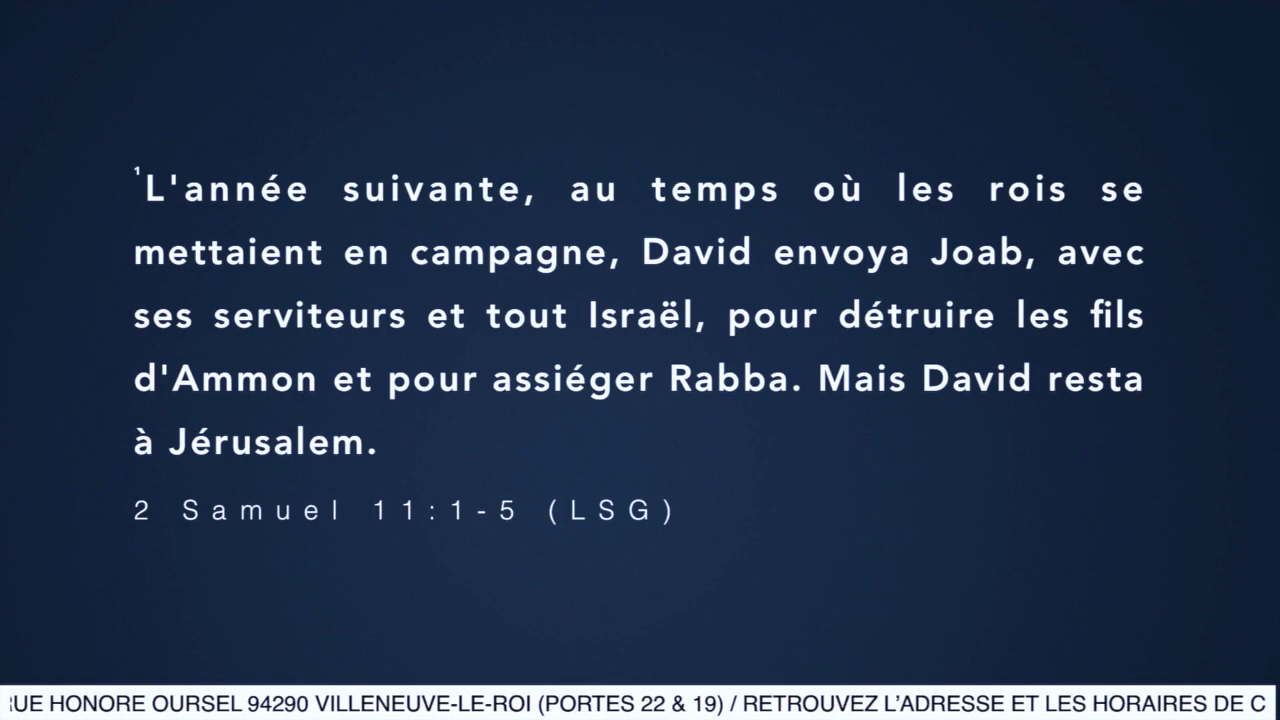 ¹L'année suivante, au temps où les rois se
mettaient en campagne, David envoya Joab, avec
ses serviteurs et tout Israël, pour détruire les fils
d'Ammon et pour assiéger Rabba. Mais David resta
à Jérusalem.
2 Samuel 11:1-5 (LSG)
RUE HONORE OURSEL 94290 VILLENEUVE-LE-ROI (PORTES 22 & 19) / RETROUVEZ L’ADRESSE ET LES HORAIRES DE C